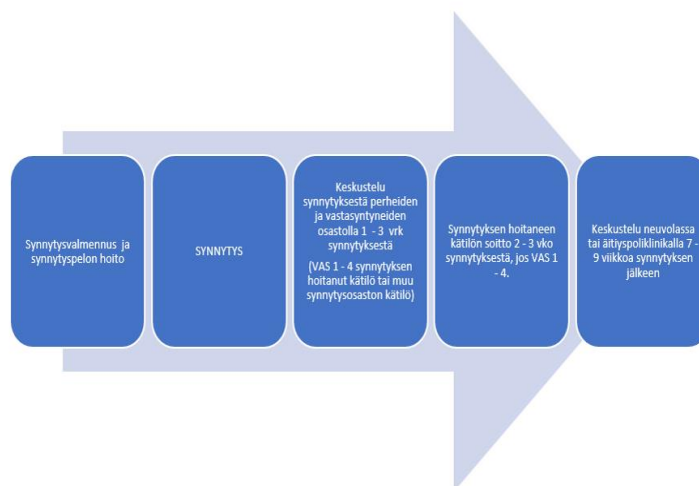 Synnytysvalmennus ja
synnytyspelon hoito
SYNNYTYS
Keskustelu
synnytyksestä perheiden
ja vastasyntyneiden
osastolla 1 - 3 vrk
synnytyksestä
(VAS 1 - 4 synnytyksen
hoitanut kätilö tai muu
synnytysosaston kätilö)
Synnytyksen hoitaneen
kätilön soitto 2 - 3 vko
synnytyksestä, jos VAS 1
- 4.
Keskustelu neuvolassa
tai äitiyspoliklinikalla 7 -
9 viikkoa synnytyksen
jälkeen